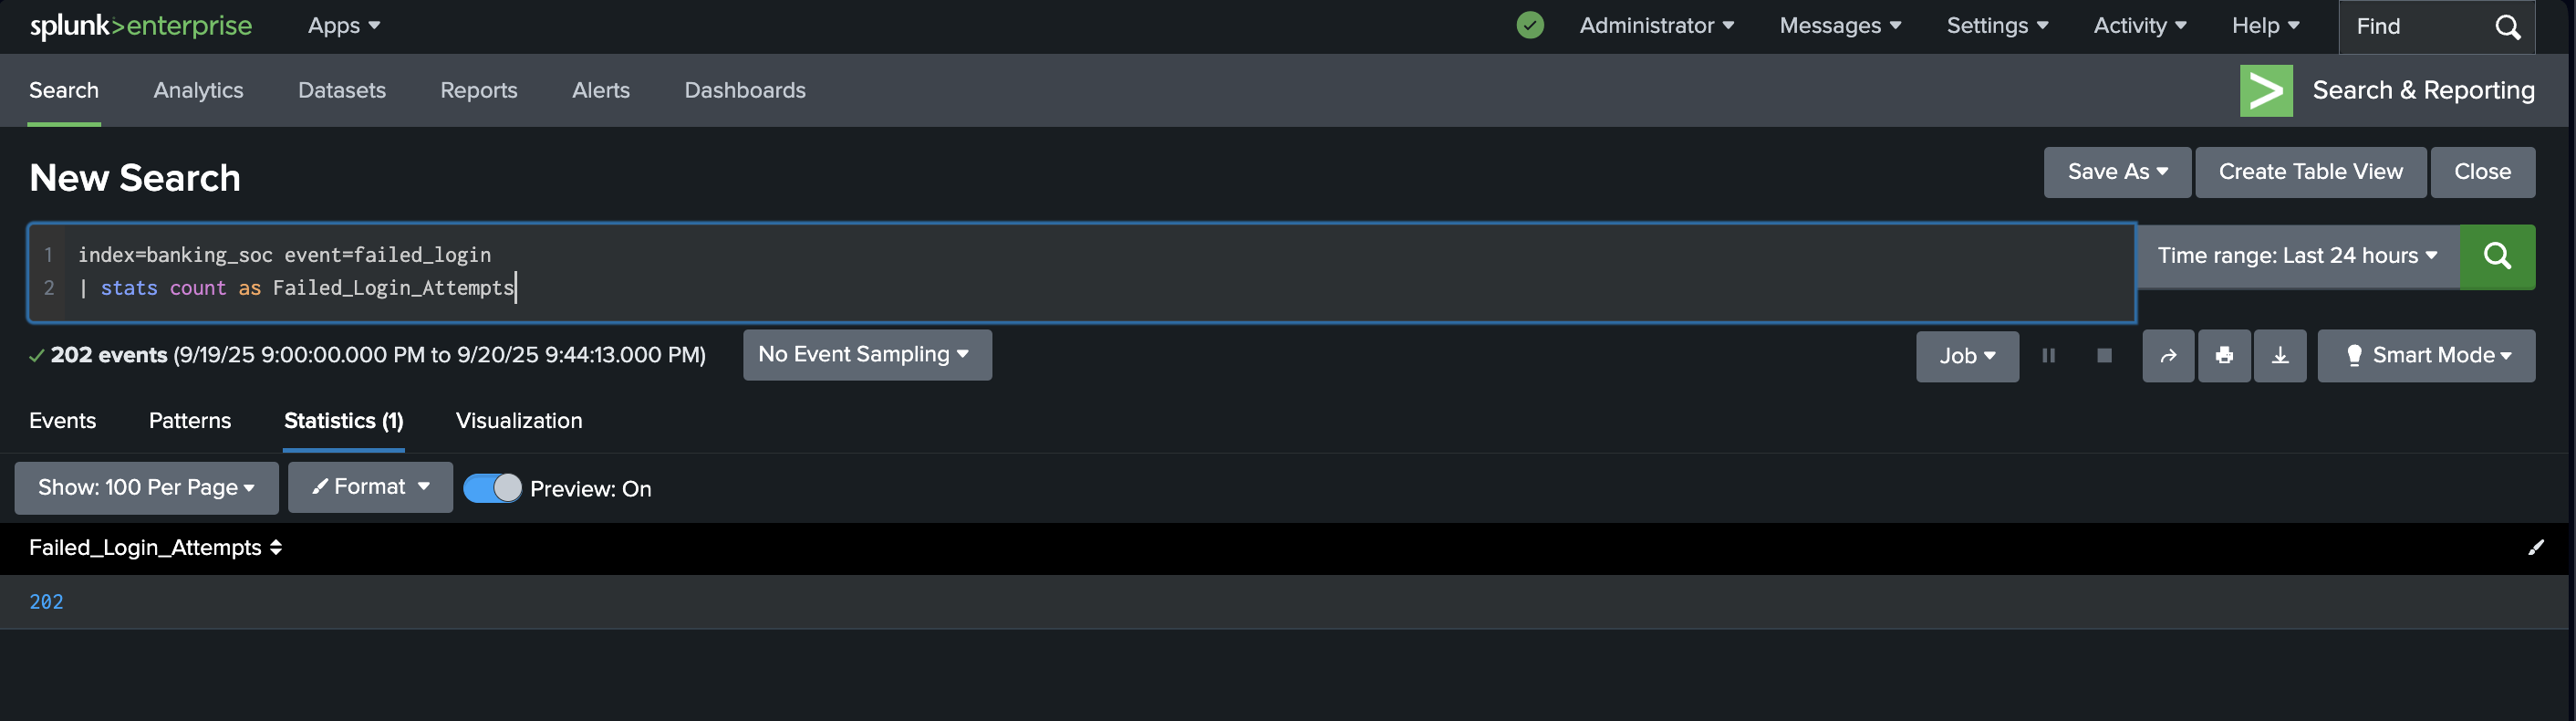 splunk>enterprise Apps Administrator Messages Settings Activity Help Find
Search Analytics Datasets Reports Alerts Dashboards Search & Reporting
New Search Save As Create Table View Close
1 index=banking_soc event=failed_login Time range: Last 24 hours
2 | stats count as Failed_Login_Attempts
202 events (9/19/25 9:00:00.000 PM to 9/20/25 9:44:13.000 PM) No Event Sampling Job Smart Mode
Events Patterns Statistics (1) Visualization
Show: 100 Per Page Format Preview: On
Failed_Login_Attempts
202